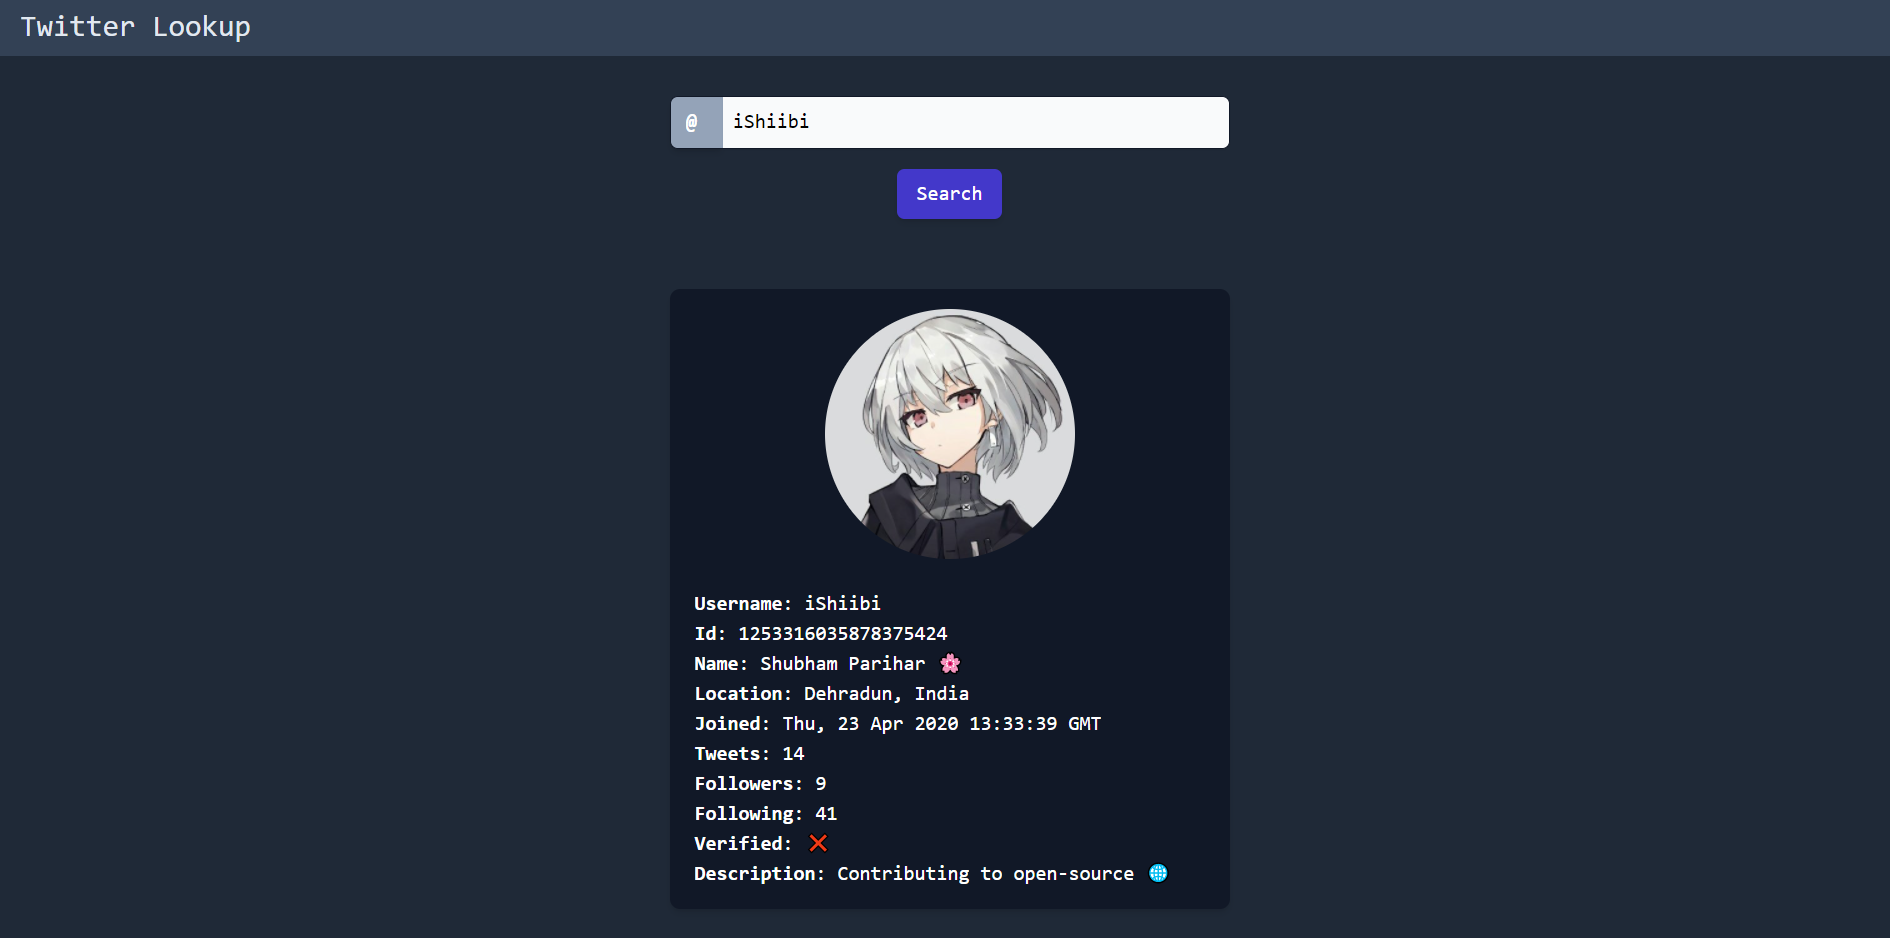 Twitter Lookup
@ iShiibi
Search
Username: iShiibi
Id: 1253316035878375424
Name: Shubham Parihar 🌸
Location: Dehradun, India
Joined: Thu, 23 Apr 2020 13:33:39 GMT
Tweets: 14
Followers: 9
Following: 41
Verified: ❌
Description: Contributing to open-source 🌐